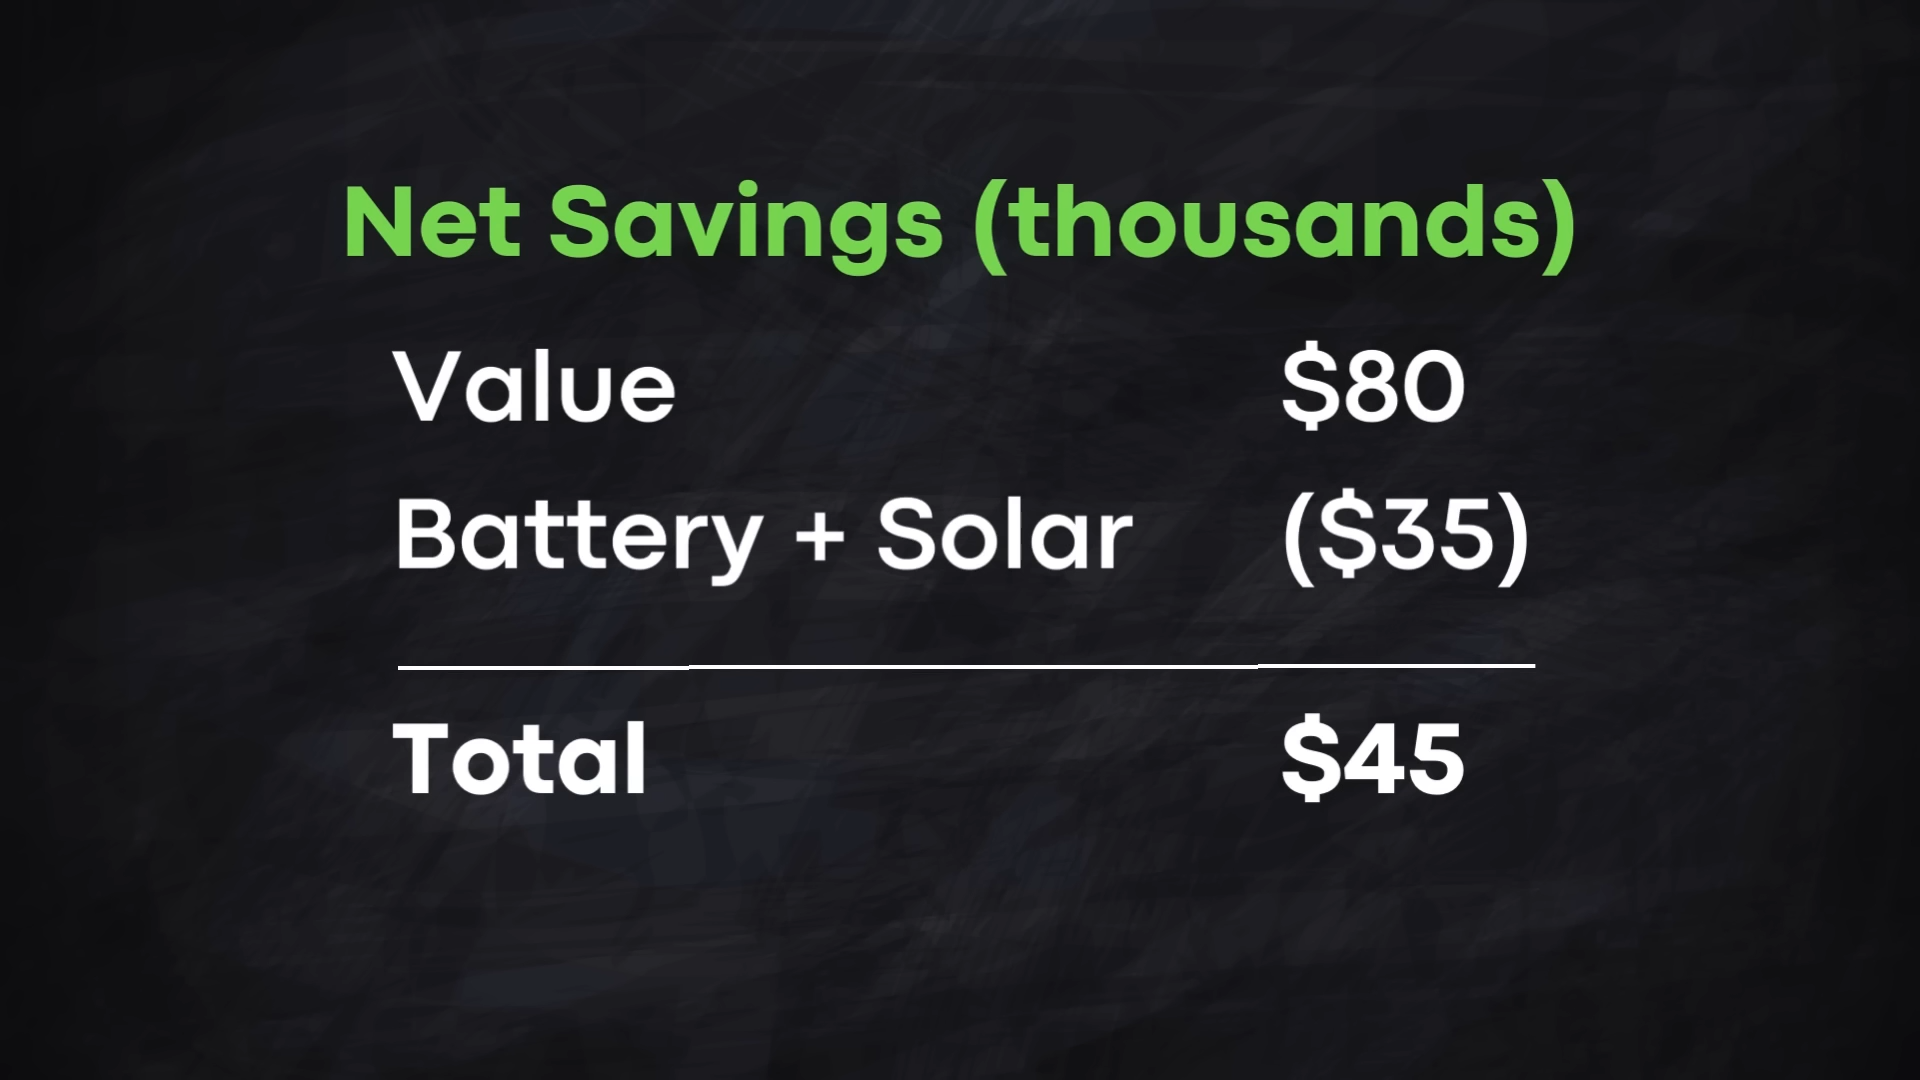 Net Savings (thousands)
Value $80
Battery + Solar ($35)
Total $45